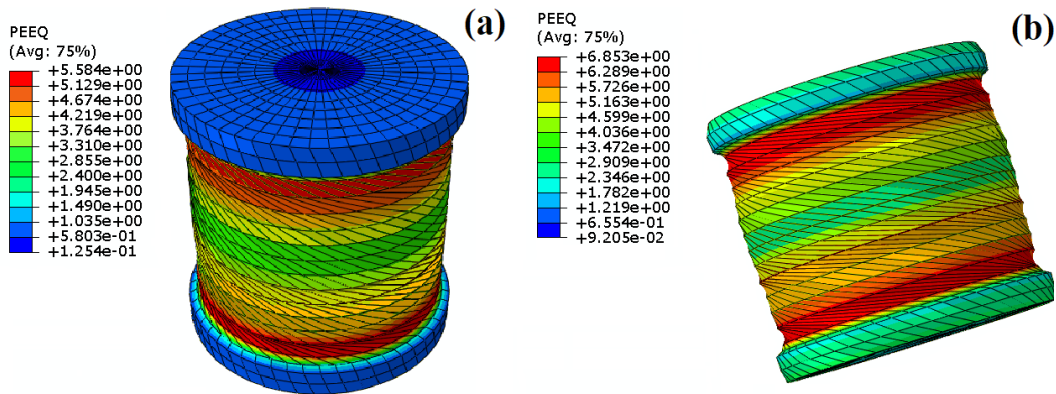 (a)
PEEQ
(Avg: 75%)
+5.584e+00
+5.129e+00
+4.674e+00
+4.219e+00
+3.764e+00
+3.310e+00
+2.855e+00
+2.400e+00
+1.945e+00
+1.490e+00
+1.035e+00
+5.803e-01
+1.254e-01
(b)
PEEQ
(Avg: 75%)
+6.853e+00
+6.289e+00
+5.726e+00
+5.163e+00
+4.599e+00
+4.036e+00
+3.472e+00
+2.909e+00
+2.346e+00
+1.782e+00
+1.219e+00
+6.554e-01
+9.205e-02